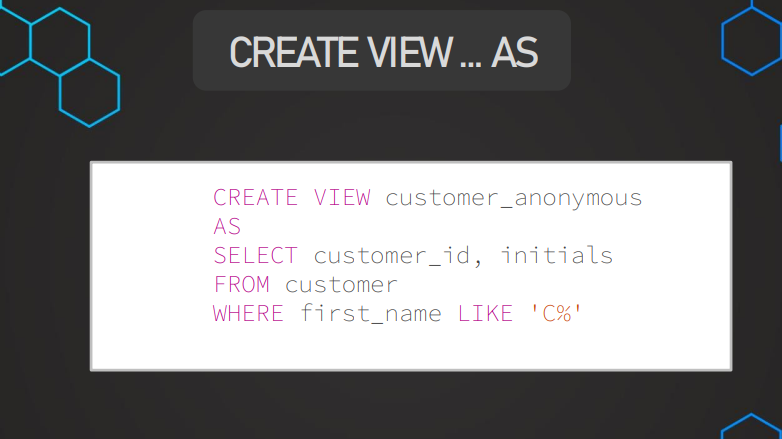 CREATE VIEW ... AS
CREATE VIEW customer_anonymous
AS
SELECT customer_id, initials
FROM customer
WHERE first_name LIKE 'C%'